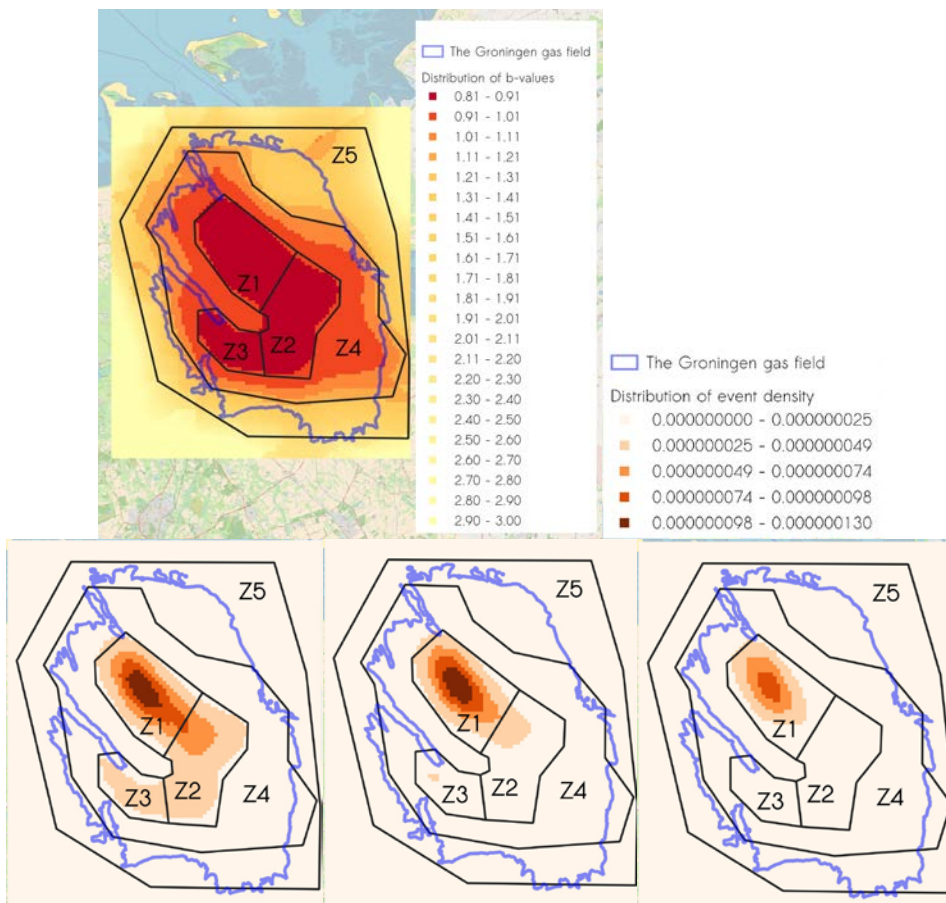 The Groningen gas field
Distribution of b-values
0.81 - 0.91
0.91 - 1.01
1.01 - 1.11
1.11 - 1.21
1.21 - 1.31
1.31 - 1.41
1.41 - 1.51
1.51 - 1.61
1.61 - 1.71
1.71 - 1.81
1.81 - 1.91
1.91 - 2.01
2.01 - 2.11
2.11 - 2.20
2.20 - 2.30
2.30 - 2.40
2.40 - 2.50
2.50 - 2.60
2.60 - 2.70
2.70 - 2.80
2.80 - 2.90
2.90 - 3.00
Z5
Z1
Z3 Z2 Z4
The Groningen gas field
Distribution of event density
0.000000000 - 0.000000025
0.000000025 - 0.000000049
0.000000049 - 0.000000074
0.000000074 - 0.000000098
0.000000098 - 0.000000130
Z5
Z1
Z3 Z2 Z4
Z5
Z1
Z3 Z2 Z4
Z5
Z1
Z3 Z2 Z4